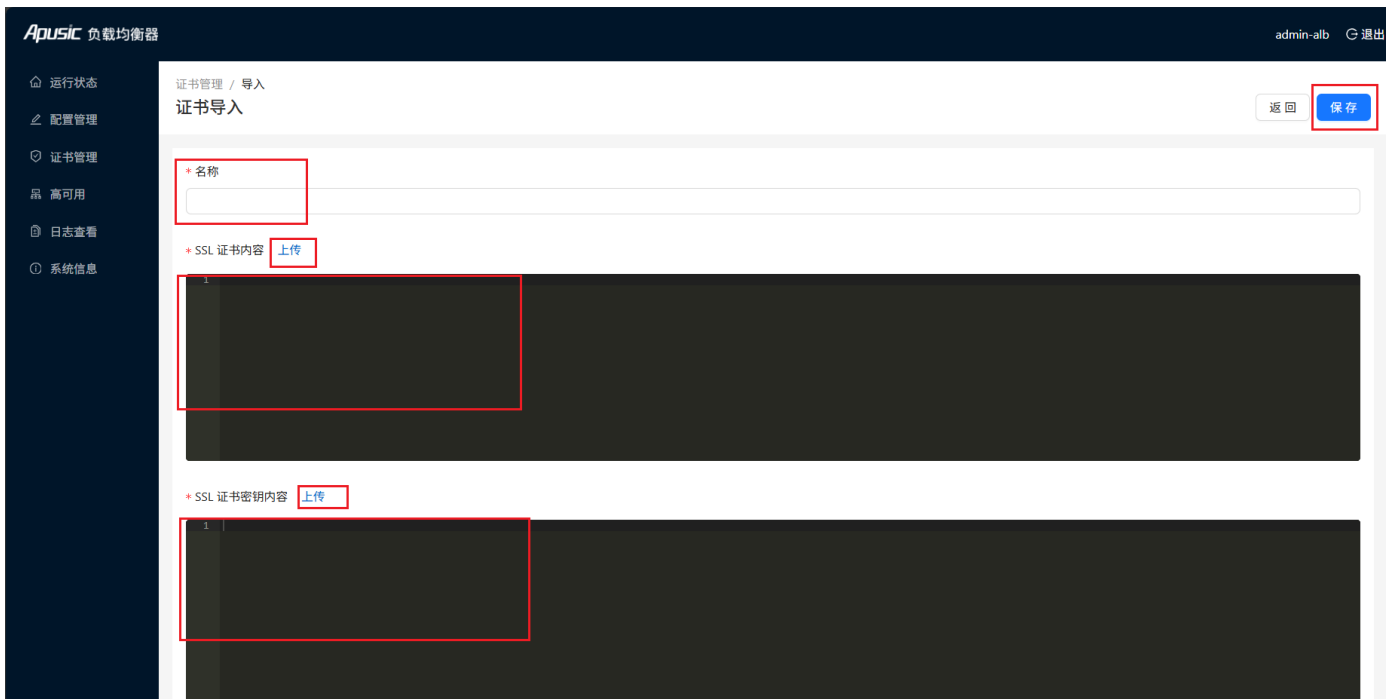 Apusic 负载均衡器
admin-alb 退出
运行状态
配置管理
证书管理
高可用
日志查看
系统信息
证书管理 / 导入
证书导入
返 回
保 存
* 名称
* SSL 证书内容 上传
1
* SSL 证书密钥内容 上传
1